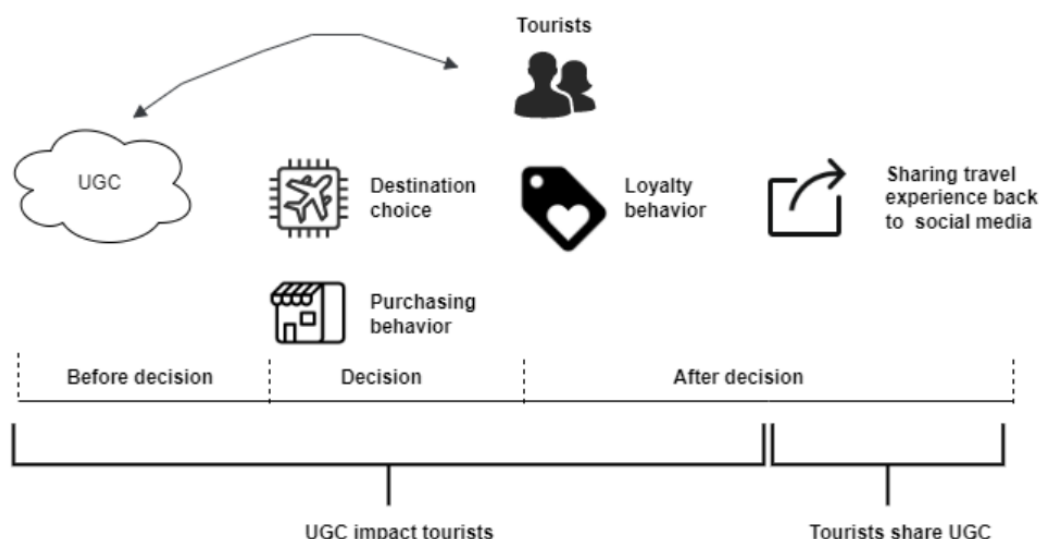 Tourists
UGC
Destination
choice
Loyalty
behavior
Sharing travel
experience back
to social media
Purchasing
behavior
Before decision
Decision
After decision
UGC impact tourists
Tourists share UGC